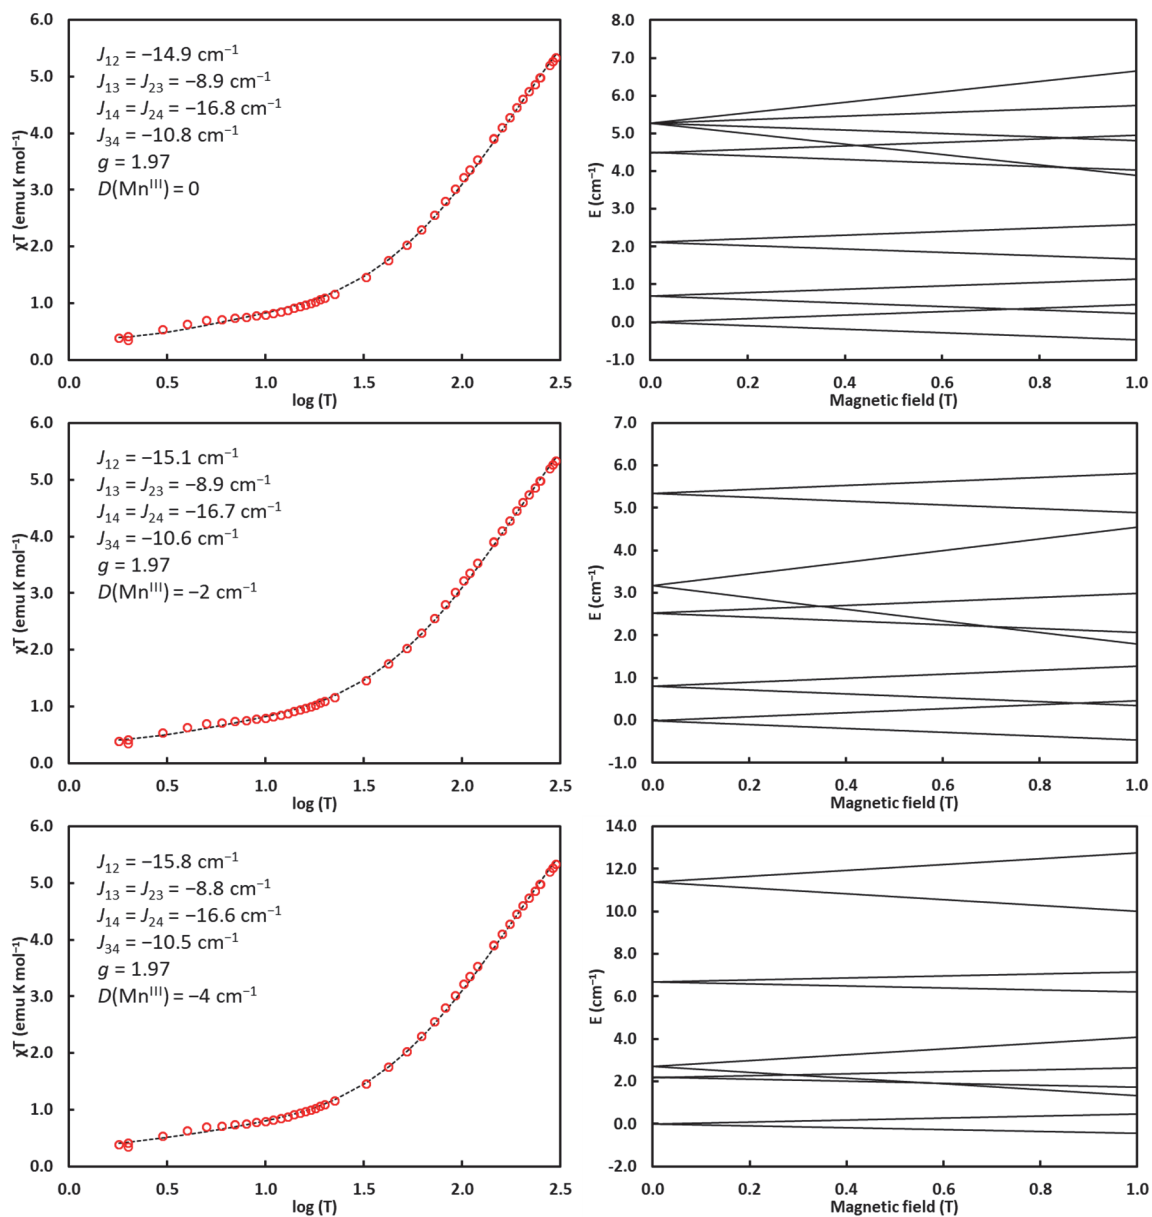 6.0
5.0
4.0
3.0
2.0
1.0
0.0
χT (emu K mol⁻¹)
J₁₂ = −14.9 cm⁻¹
J₁₃ = J₂₃ = −8.9 cm⁻¹
J₁₄ = J₂₄ = −16.8 cm⁻¹
J₃₄ = −10.8 cm⁻¹
g = 1.97
D(Mnᴵᴵᴵ) = 0
0.0 0.5 1.0 1.5 2.0 2.5
log (T)
8.0
7.0
6.0
5.0
4.0
3.0
2.0
1.0
0.0
-1.0
E (cm⁻¹)
0.0 0.2 0.4 0.6 0.8 1.0
Magnetic field (T)
6.0
5.0
4.0
3.0
2.0
1.0
0.0
χT (emu K mol⁻¹)
J₁₂ = −15.1 cm⁻¹
J₁₃ = J₂₃ = −8.9 cm⁻¹
J₁₄ = J₂₄ = −16.7 cm⁻¹
J₃₄ = −10.6 cm⁻¹
g = 1.97
D(Mnᴵᴵᴵ) = −2 cm⁻¹
0.0 0.5 1.0 1.5 2.0 2.5
log (T)
7.0
6.0
5.0
4.0
3.0
2.0
1.0
0.0
-1.0
E (cm⁻¹)
0.0 0.2 0.4 0.6 0.8 1.0
Magnetic field (T)
6.0
5.0
4.0
3.0
2.0
1.0
0.0
χT (emu K mol⁻¹)
J₁₂ = −15.8 cm⁻¹
J₁₃ = J₂₃ = −8.8 cm⁻¹
J₁₄ = J₂₄ = −16.6 cm⁻¹
J₃₄ = −10.5 cm⁻¹
g = 1.97
D(Mnᴵᴵᴵ) = −4 cm⁻¹
0.0 0.5 1.0 1.5 2.0 2.5
log (T)
14.0
12.0
10.0
8.0
6.0
4.0
2.0
0.0
-2.0
E (cm⁻¹)
0.0 0.2 0.4 0.6 0.8 1.0
Magnetic field (T)